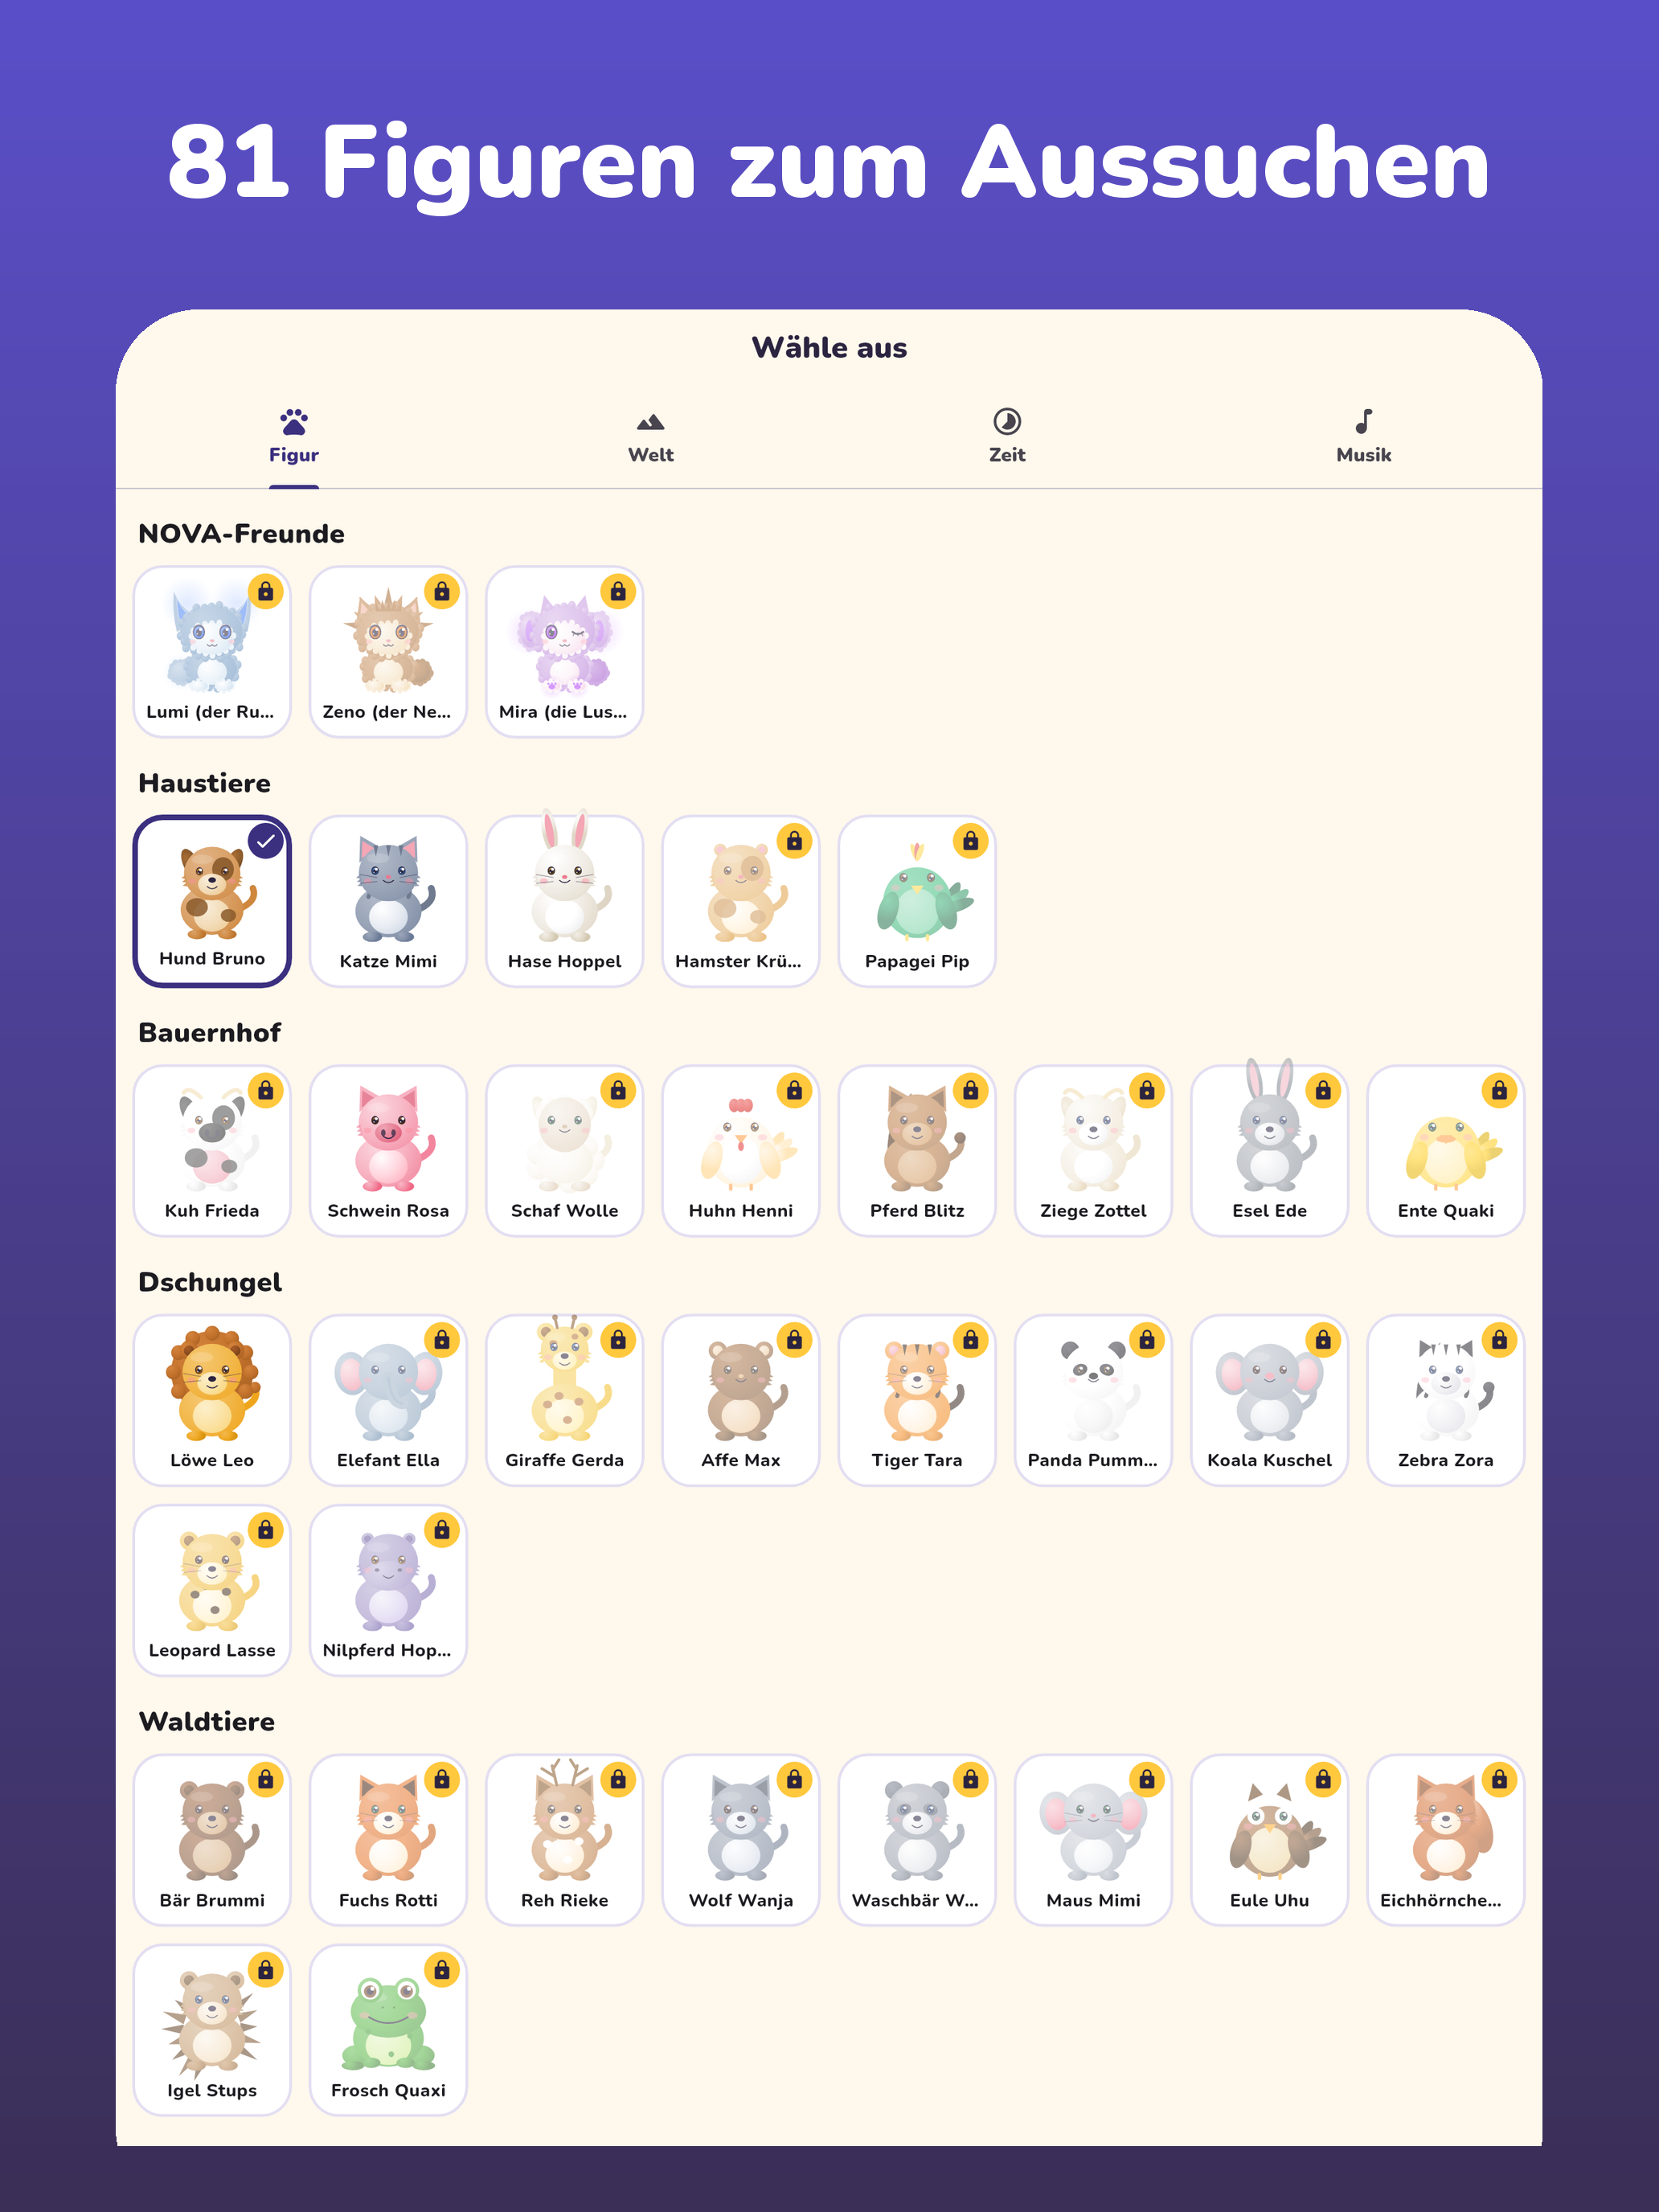 81 Figuren zum Aussuchen
Wähle aus
Figur Welt Zeit Musik
NOVA-Freunde
Lumi (der Ru... Zeno (der Ne... Mira (die Lus...
Haustiere
Hund Bruno Katze Mimi Hase Hoppel Hamster Krü... Papagei Pip
Bauernhof
Kuh Frieda Schwein Rosa Schaf Wolle Huhn Henni Pferd Blitz Ziege Zottel Esel Ede Ente Quaki
Dschungel
Löwe Leo Elefant Ella Giraffe Gerda Affe Max Tiger Tara Panda Pumm... Koala Kuschel Zebra Zora
Leopard Lasse Nilpferd Hop...
Waldtiere
Bär Brummi Fuchs Rotti Reh Rieke Wolf Wanja Waschbär W... Maus Mimi Eule Uhu Eichhörnche...
Igel Stups Frosch Quaxi